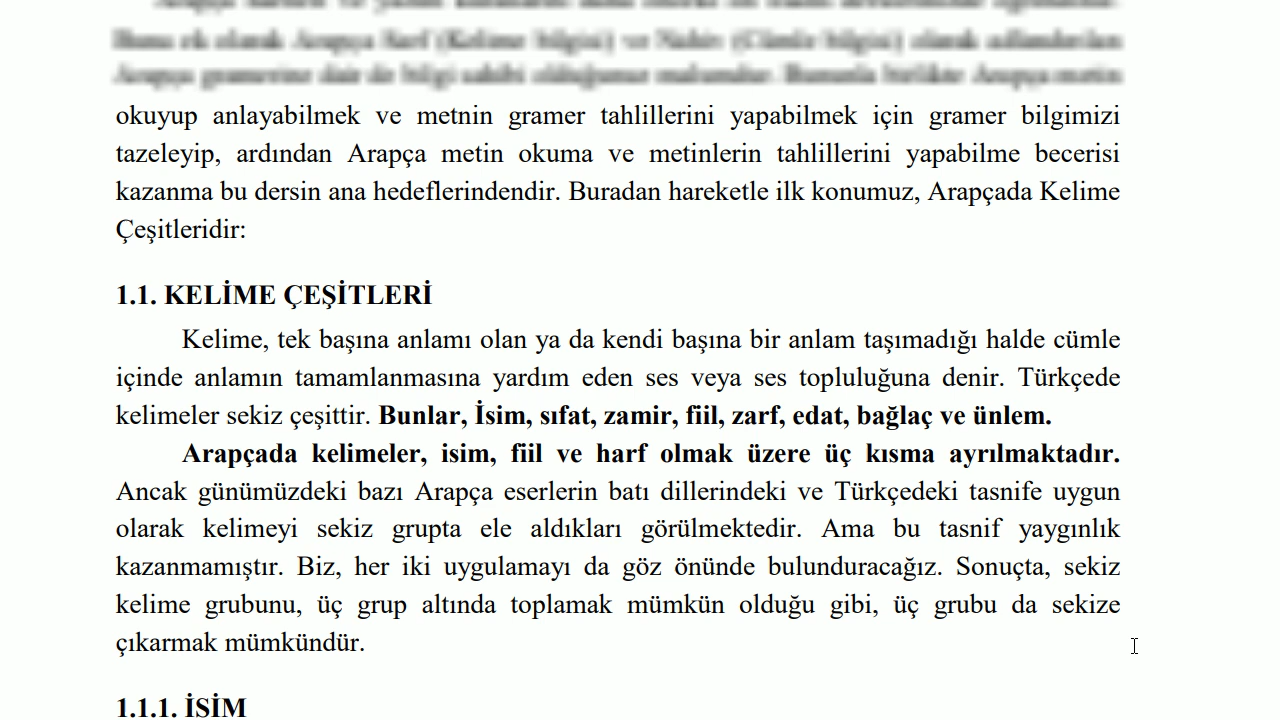 okuyup anlayabilmek ve metnin gramer tahlillerini yapabilmek için gramer bilgimizi
tazeleyip, ardından Arapça metin okuma ve metinlerin tahlillerini yapabilme becerisi
kazanma bu dersin ana hedeflerindendir. Buradan hareketle ilk konumuz, Arapçada Kelime
Çeşitleridir:
1.1. KELİME ÇEŞİTLERİ
Kelime, tek başına anlamı olan ya da kendi başına bir anlam taşımadığı halde cümle
içinde anlamın tamamlanmasına yardım eden ses veya ses topluluğuna denir. Türkçede
kelimeler sekiz çeşittir. Bunlar, İsim, sıfat, zamir, fiil, zarf, edat, bağlaç ve ünlem.
Arapçada kelimeler, isim, fiil ve harf olmak üzere üç kısma ayrılmaktadır.
Ancak günümüzdeki bazı Arapça eserlerin batı dillerindeki ve Türkçedeki tasnife uygun
olarak kelimeyi sekiz grupta ele aldıkları görülmektedir. Ama bu tasnif yaygınlık
kazanmamıştır. Biz, her iki uygulamayı da göz önünde bulunduracağız. Sonuçta, sekiz
kelime grubunu, üç grup altında toplamak mümkün olduğu gibi, üç grubu da sekize
çıkarmak mümkündür.
1.1.1. İSİM